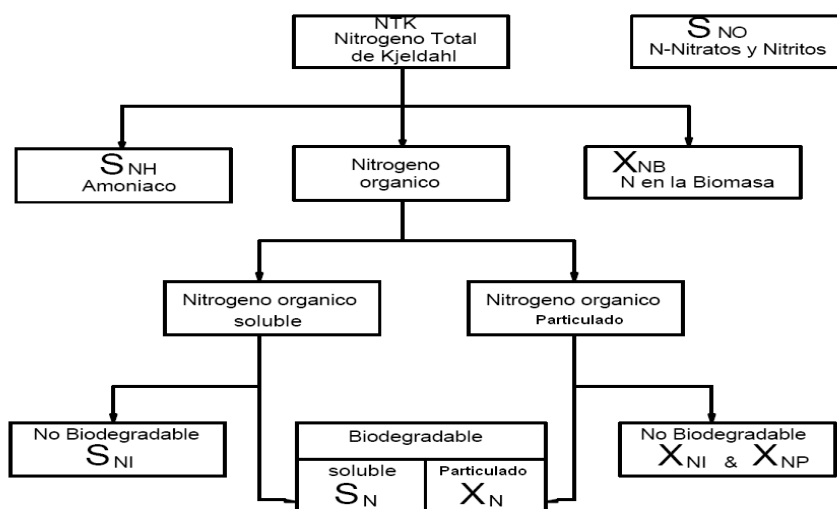 NTK
Nitrogeno Total
de Kjeldahl
S NO
N-Nitratos y Nitritos
S NH
Amoniaco
Nitrogeno
organico
X NB
N en la Biomasa
Nitrogeno organico
soluble
Nitrogeno organico
Particulado
No Biodegradable
S NI
Biodegradable
soluble
S N
Particulado
X N
No Biodegradable
X NI & X NP